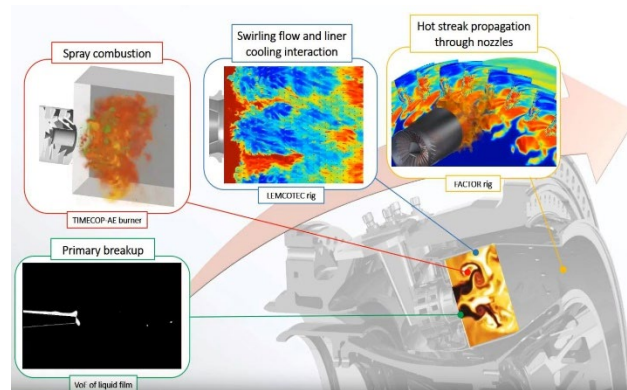 Spray combustion
TIMECOP-AE burner
Swirling flow and liner
cooling interaction
LEMCOTEC rig
Hot streak propagation
through nozzles
FACTOR rig
Primary breakup
VoF of liquid film